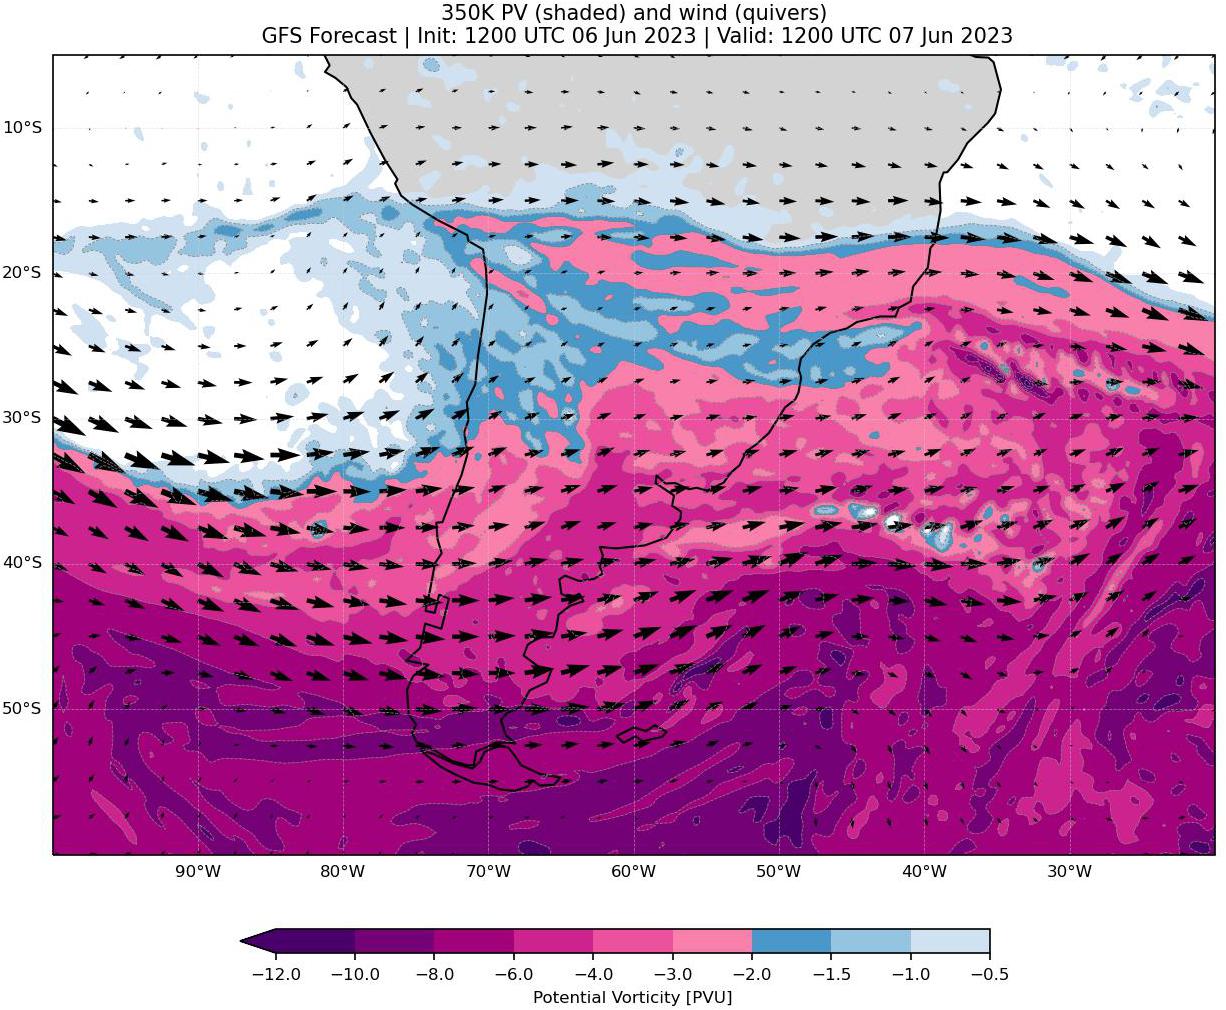 350K PV (shaded) and wind (quivers)
GFS Forecast | Init: 1200 UTC 06 Jun 2023 | Valid: 1200 UTC 07 Jun 2023
10°S
20°S
30°S
40°S
50°S
90°W 80°W 70°W 60°W 50°W 40°W 30°W
−12.0 −10.0 −8.0 −6.0 −4.0 −3.0 −2.0 −1.5 −1.0 −0.5
Potential Vorticity [PVU]